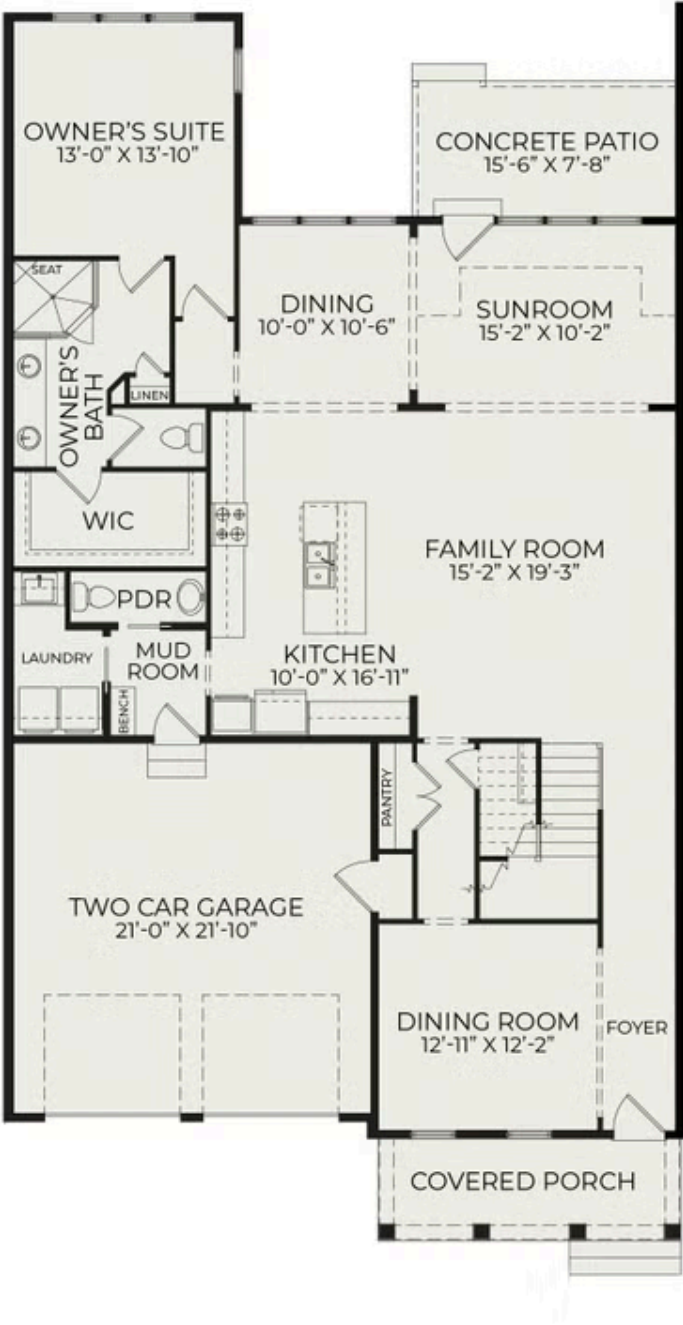 OWNER'S SUITE
13'-0" X 13'-10"
CONCRETE PATIO
15'-6" X 7'-8"
SEAT
DINING
10'-0" X 10'-6"
SUNROOM
15'-2" X 10'-2"
LINEN
OWNER'S
BATH
WIC
FAMILY ROOM
15'-2" X 19'-3"
PDR
LAUNDRY
MUD
ROOM
KITCHEN
10'-0" X 16'-11"
BENCH
PANTRY
TWO CAR GARAGE
21'-0" X 21'-10"
DINING ROOM
12'-11" X 12'-2"
FOYER
COVERED PORCH